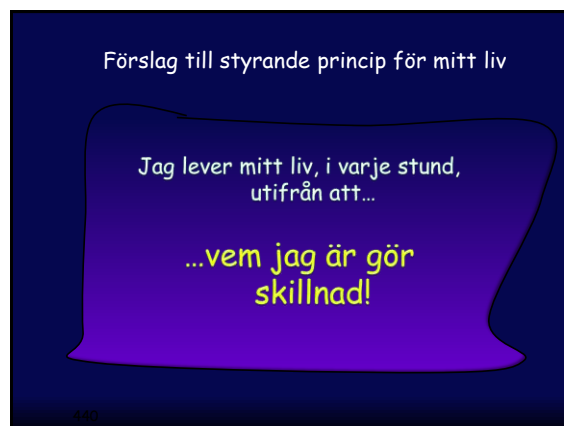 Förslag till styrande princip för mitt liv
Jag lever mitt liv, i varje stund,
utifrån att…
…vem jag är gör
skillnad!
440